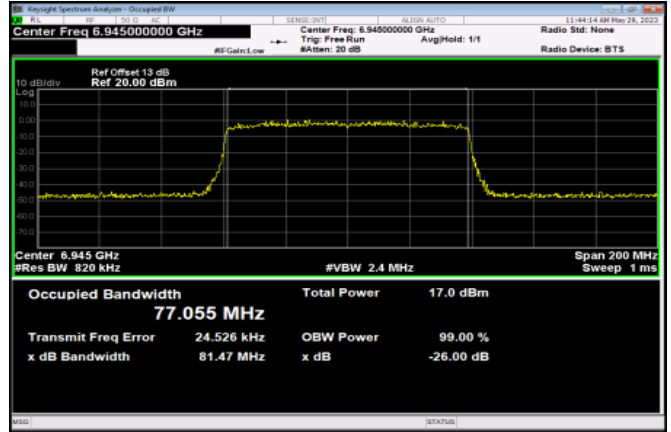 Keysight Spectrum Analyzer - Occupied BW
RL RF 50 Ω AC SENSE:INT ALIGN AUTO 11:44:14 AM May 29, 2023
Center Freq 6.945000000 GHz Center Freq: 6.945000000 GHz Radio Std: None
Trig: Free Run Avg|Hold: 1/1
#IFGain:Low #Atten: 20 dB Radio Device: BTS
Ref Offset 13 dB
10 dB/div Ref 20.00 dBm
Log
10.0
0.00
-10.0
-20.0
-30.0
-40.0
-50.0
-60.0
-70.0
Center 6.945 GHz Span 200 MHz
#Res BW 820 kHz #VBW 2.4 MHz Sweep 1 ms
Occupied Bandwidth Total Power 17.0 dBm
77.055 MHz
Transmit Freq Error 24.526 kHz OBW Power 99.00 %
x dB Bandwidth 81.47 MHz x dB -26.00 dB
MSG STATUS